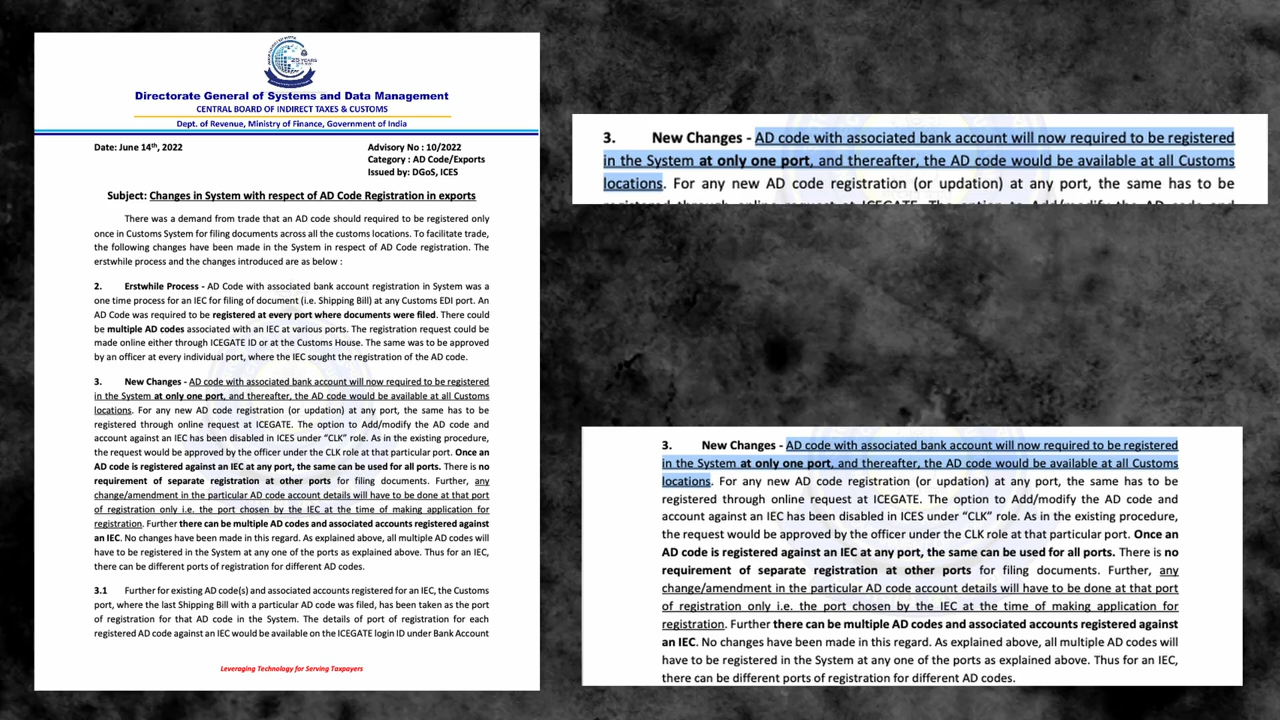 25 YEARS
Directorate General of Systems and Data Management
CENTRAL BOARD OF INDIRECT TAXES & CUSTOMS
Dept. of Revenue, Ministry of Finance, Government of India
Date: June 14th, 2022
Advisory No : 10/2022
Category : AD Code/Exports
Issued by: DGoS, ICES
Subject: Changes in System with respect of AD Code Registration in exports
There was a demand from trade that an AD code should required to be registered only
once in Customs System for filing documents across all the customs locations. To facilitate trade,
the following changes have been made in the System in respect of AD Code registration. The
erstwhile process and the changes introduced are as below :
2. Erstwhile Process - AD Code with associated bank account registration in System was a
one time process for an IEC for filing of document (i.e. Shipping Bill) at any Customs EDI port. An
AD Code was required to be registered at every port where documents were filed. There could
be multiple AD codes associated with an IEC at various ports. The registration request could be
made online either through ICEGATE ID or at the Customs House. The same was to be approved
by an officer at every individual port, where the IEC sought the registration of the AD code.
3. New Changes - AD code with associated bank account will now required to be registered
in the System at only one port, and thereafter, the AD code would be available at all Customs
locations. For any new AD code registration (or updation) at any port, the same has to be
registered through online request at ICEGATE. The option to Add/modify the AD code and
account against an IEC has been disabled in ICES under "CLK" role. As in the existing procedure,
the request would be approved by the officer under the CLK role at that particular port. Once an
AD code is registered against an IEC at any port, the same can be used for all ports. There is no
requirement of separate registration at other ports for filing documents. Further, any
change/amendment in the particular AD code account details will have to be done at that port
of registration only i.e. the port chosen by the IEC at the time of making application for
registration. Further there can be multiple AD codes and associated accounts registered against
an IEC. No changes have been made in this regard. As explained above, all multiple AD codes will
have to be registered in the System at any one of the ports as explained above. Thus for an IEC,
there can be different ports of registration for different AD codes.
3.1 Further for existing AD code(s) and associated accounts registered for an IEC, the Customs
port, where the last Shipping Bill with a particular AD code was filed, has been taken as the port
of registration for that AD code in the System. The details of port of registration for each
registered AD code against an IEC would be available on the ICEGATE login ID under Bank Account
Leveraging Technology for Serving Taxpayers
3. New Changes - AD code with associated bank account will now required to be registered
in the System at only one port, and thereafter, the AD code would be available at all Customs
locations. For any new AD code registration (or updation) at any port, the same has to be
registered through online request at ICEGATE. The option to Add/modify the AD code and
3. New Changes - AD code with associated bank account will now required to be registered
in the System at only one port, and thereafter, the AD code would be available at all Customs
locations. For any new AD code registration (or updation) at any port, the same has to be
registered through online request at ICEGATE. The option to Add/modify the AD code and
account against an IEC has been disabled in ICES under "CLK" role. As in the existing procedure,
the request would be approved by the officer under the CLK role at that particular port. Once an
AD code is registered against an IEC at any port, the same can be used for all ports. There is no
requirement of separate registration at other ports for filing documents. Further, any
change/amendment in the particular AD code account details will have to be done at that port
of registration only i.e. the port chosen by the IEC at the time of making application for
registration. Further there can be multiple AD codes and associated accounts registered against
an IEC. No changes have been made in this regard. As explained above, all multiple AD codes will
have to be registered in the System at any one of the ports as explained above. Thus for an IEC,
there can be different ports of registration for different AD codes.